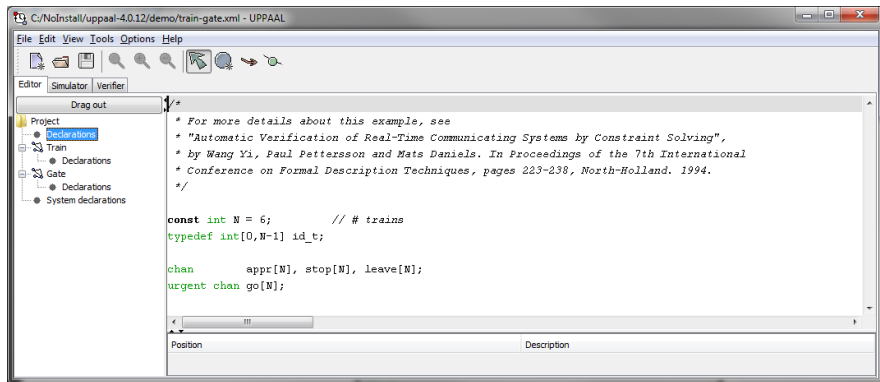 C:/NoInstall/uppaal-4.0.12/demo/train-gate.xml - UPPAAL
File Edit View Tools Options Help
Editor Simulator Verifier
Drag out
Project
Declarations
Train
Declarations
Gate
Declarations
System declarations
/*
* For more details about this example, see
* "Automatic Verification of Real-Time Communicating Systems by Constraint Solving",
* by Wang Yi, Paul Pettersson and Mats Daniels. In Proceedings of the 7th International
* Conference on Formal Description Techniques, pages 223-238, North-Holland. 1994.
*/
const int N = 6; // # trains
typedef int[0,N-1] id_t;
chan appr[N], stop[N], leave[N];
urgent chan go[N];
Position Description